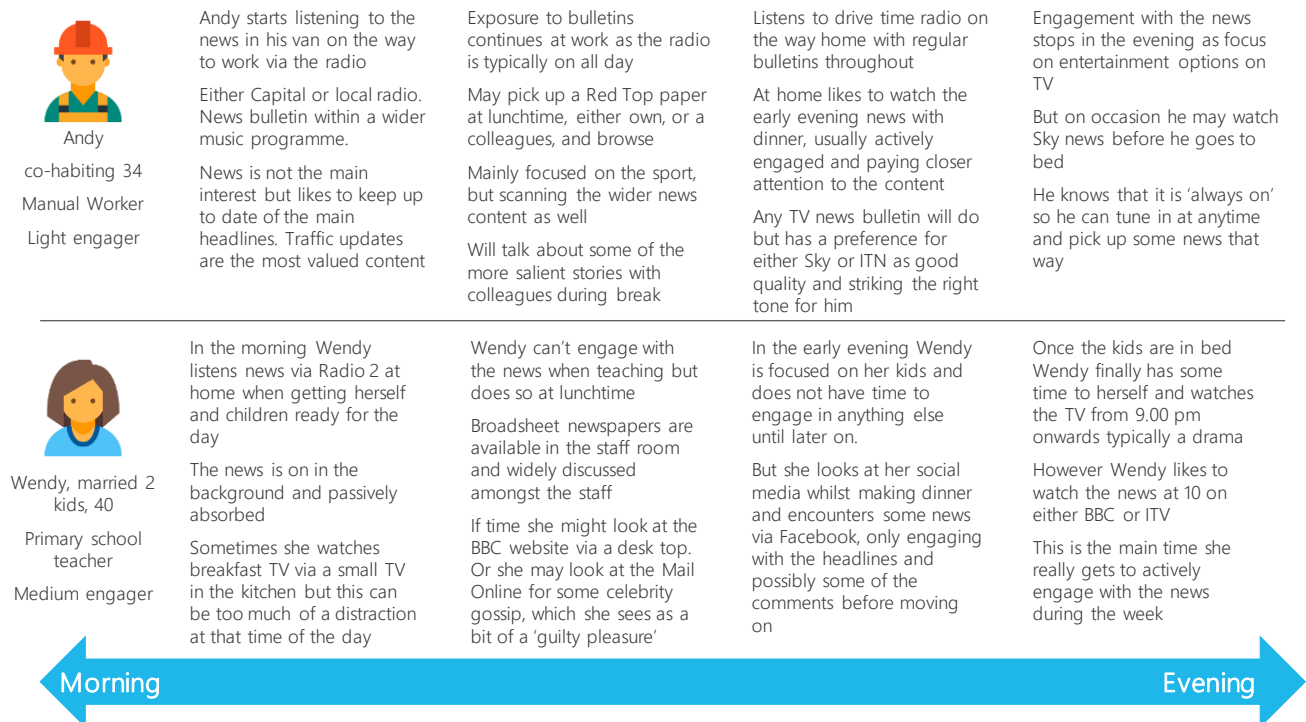 Andy
co-habiting 34
Manual Worker
Light engager
Andy starts listening to the
news in his van on the way
to work via the radio
Either Capital or local radio.
News bulletin within a wider
music programme.
News is not the main
interest but likes to keep up
to date of the main
headlines. Traffic updates
are the most valued content
Exposure to bulletins
continues at work as the radio
is typically on all day
May pick up a Red Top paper
at lunchtime, either own, or a
colleagues, and browse
Mainly focused on the sport,
but scanning the wider news
content as well
Will talk about some of the
more salient stories with
colleagues during break
Listens to drive time radio on
the way home with regular
bulletins throughout
At home likes to watch the
early evening news with
dinner, usually actively
engaged and paying closer
attention to the content
Any TV news bulletin will do
but has a preference for
either Sky or ITN as good
quality and striking the right
tone for him
Engagement with the news
stops in the evening as focus
on entertainment options on
TV
But on occasion he may watch
Sky news before he goes to
bed
He knows that it is ‘always on’
so he can tune in at anytime
and pick up some news that
way
Wendy, married 2
kids, 40
Primary school
teacher
Medium engager
In the morning Wendy
listens news via Radio 2 at
home when getting herself
and children ready for the
day
The news is on in the
background and passively
absorbed
Sometimes she watches
breakfast TV via a small TV
in the kitchen but this can
be too much of a distraction
at that time of the day
Wendy can’t engage with
the news when teaching but
does so at lunchtime
Broadsheet newspapers are
available in the staff room
and widely discussed
amongst the staff
If time she might look at the
BBC website via a desk top.
Or she may look at the Mail
Online for some celebrity
gossip, which she sees as a
bit of a ‘guilty pleasure’
In the early evening Wendy
is focused on her kids and
does not have time to
engage in anything else
until later on.
But she looks at her social
media whilst making dinner
and encounters some news
via Facebook, only engaging
with the headlines and
possibly some of the
comments before moving
on
Once the kids are in bed
Wendy finally has some
time to herself and watches
the TV from 9.00 pm
onwards typically a drama
However Wendy likes to
watch the news at 10 on
either BBC or ITV
This is the main time she
really gets to actively
engage with the news
during the week
Morning
Evening